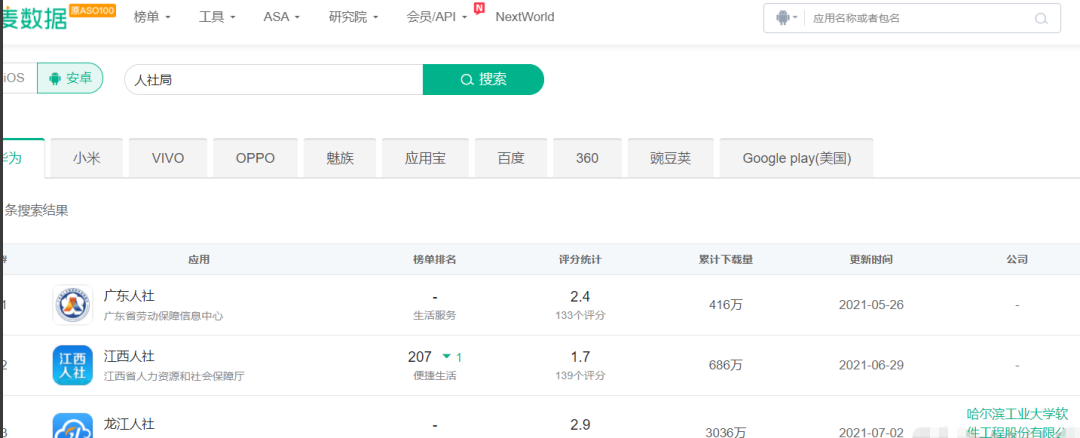 麦数据 原ASO100 榜单 工具 ASA 研究院 会员/API N NextWorld 应用名称或者包名
iOS 安卓 人社局 搜索
华为 小米 VIVO OPPO 魅族 应用宝 百度 360 豌豆荚 Google play(美国)
条搜索结果
# 应用 榜单排名 评分统计 累计下载量 更新时间 公司
1 广东人社 - 2.4 416万 2021-05-26 -
广东省劳动保障信息中心 生活服务 133个评分
2 江西人社 江西人社 207 1 1.7 686万 2021-06-29 -
江西省人力资源和社会保障厅 便捷生活 139个评分
3 龙江人社 - 2.9 3036万 2021-07-02 哈尔滨工业大学软
件工程股份有限公